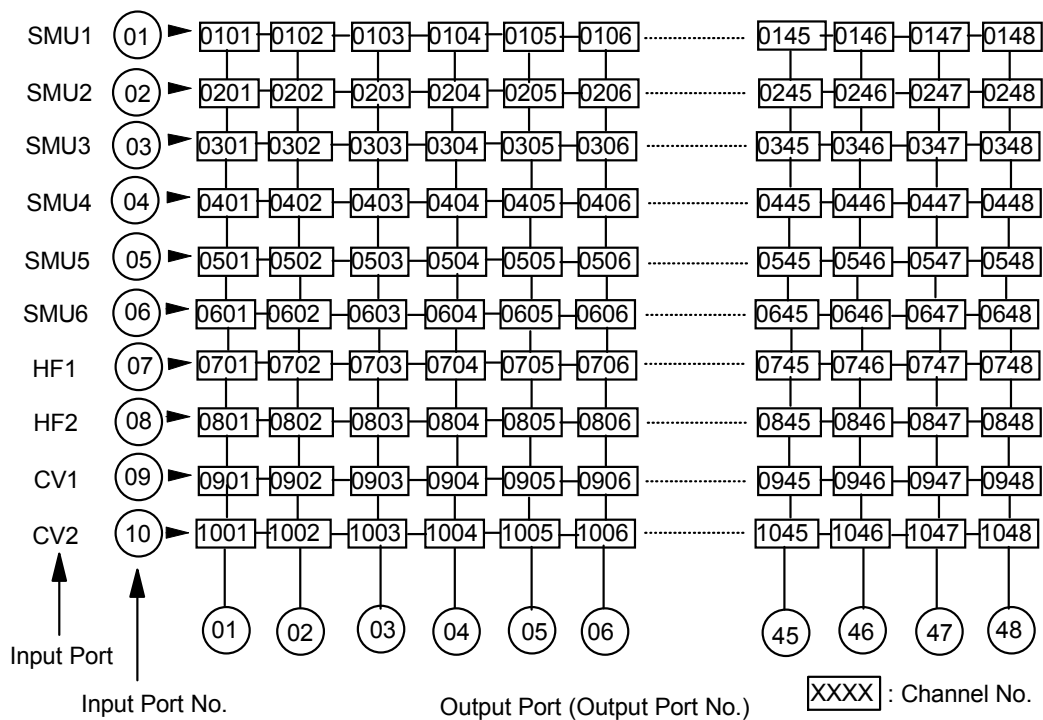 SMU1 01 0101 0102 0103 0104 0105 0106 0145 0146 0147 0148
SMU2 02 0201 0202 0203 0204 0205 0206 0245 0246 0247 0248
SMU3 03 0301 0302 0303 0304 0305 0306 0345 0346 0347 0348
SMU4 04 0401 0402 0403 0404 0405 0406 0445 0446 0447 0448
SMU5 05 0501 0502 0503 0504 0505 0506 0545 0546 0547 0548
SMU6 06 0601 0602 0603 0604 0605 0606 0645 0646 0647 0648
HF1 07 0701 0702 0703 0704 0705 0706 0745 0746 0747 0748
HF2 08 0801 0802 0803 0804 0805 0806 0845 0846 0847 0848
CV1 09 0901 0902 0903 0904 0905 0906 0945 0946 0947 0948
CV2 10 1001 1002 1003 1004 1005 1006 1045 1046 1047 1048
01 02 03 04 05 06 45 46 47 48
Input Port
Input Port No.
Output Port (Output Port No.)
XXXX : Channel No.